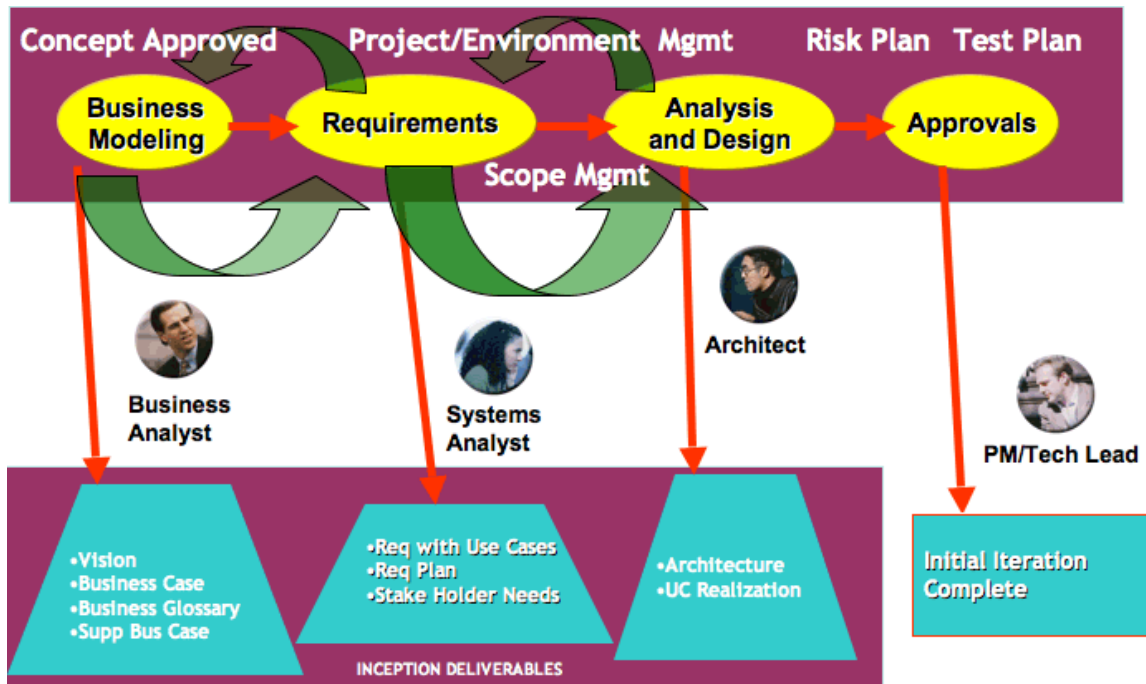 Concept Approved
Project/Environment Mgmt
Risk Plan
Test Plan
Business
Modeling
Requirements
Analysis
and Design
Approvals
Scope Mgmt
Business
Analyst
Systems
Analyst
Architect
PM/Tech Lead
•Vision
•Business Case
•Business Glossary
•Supp Bus Case
•Req with Use Cases
•Req Plan
•Stake Holder Needs
•Architecture
•UC Realization
Initial Iteration
Complete
INCEPTION DELIVERABLES